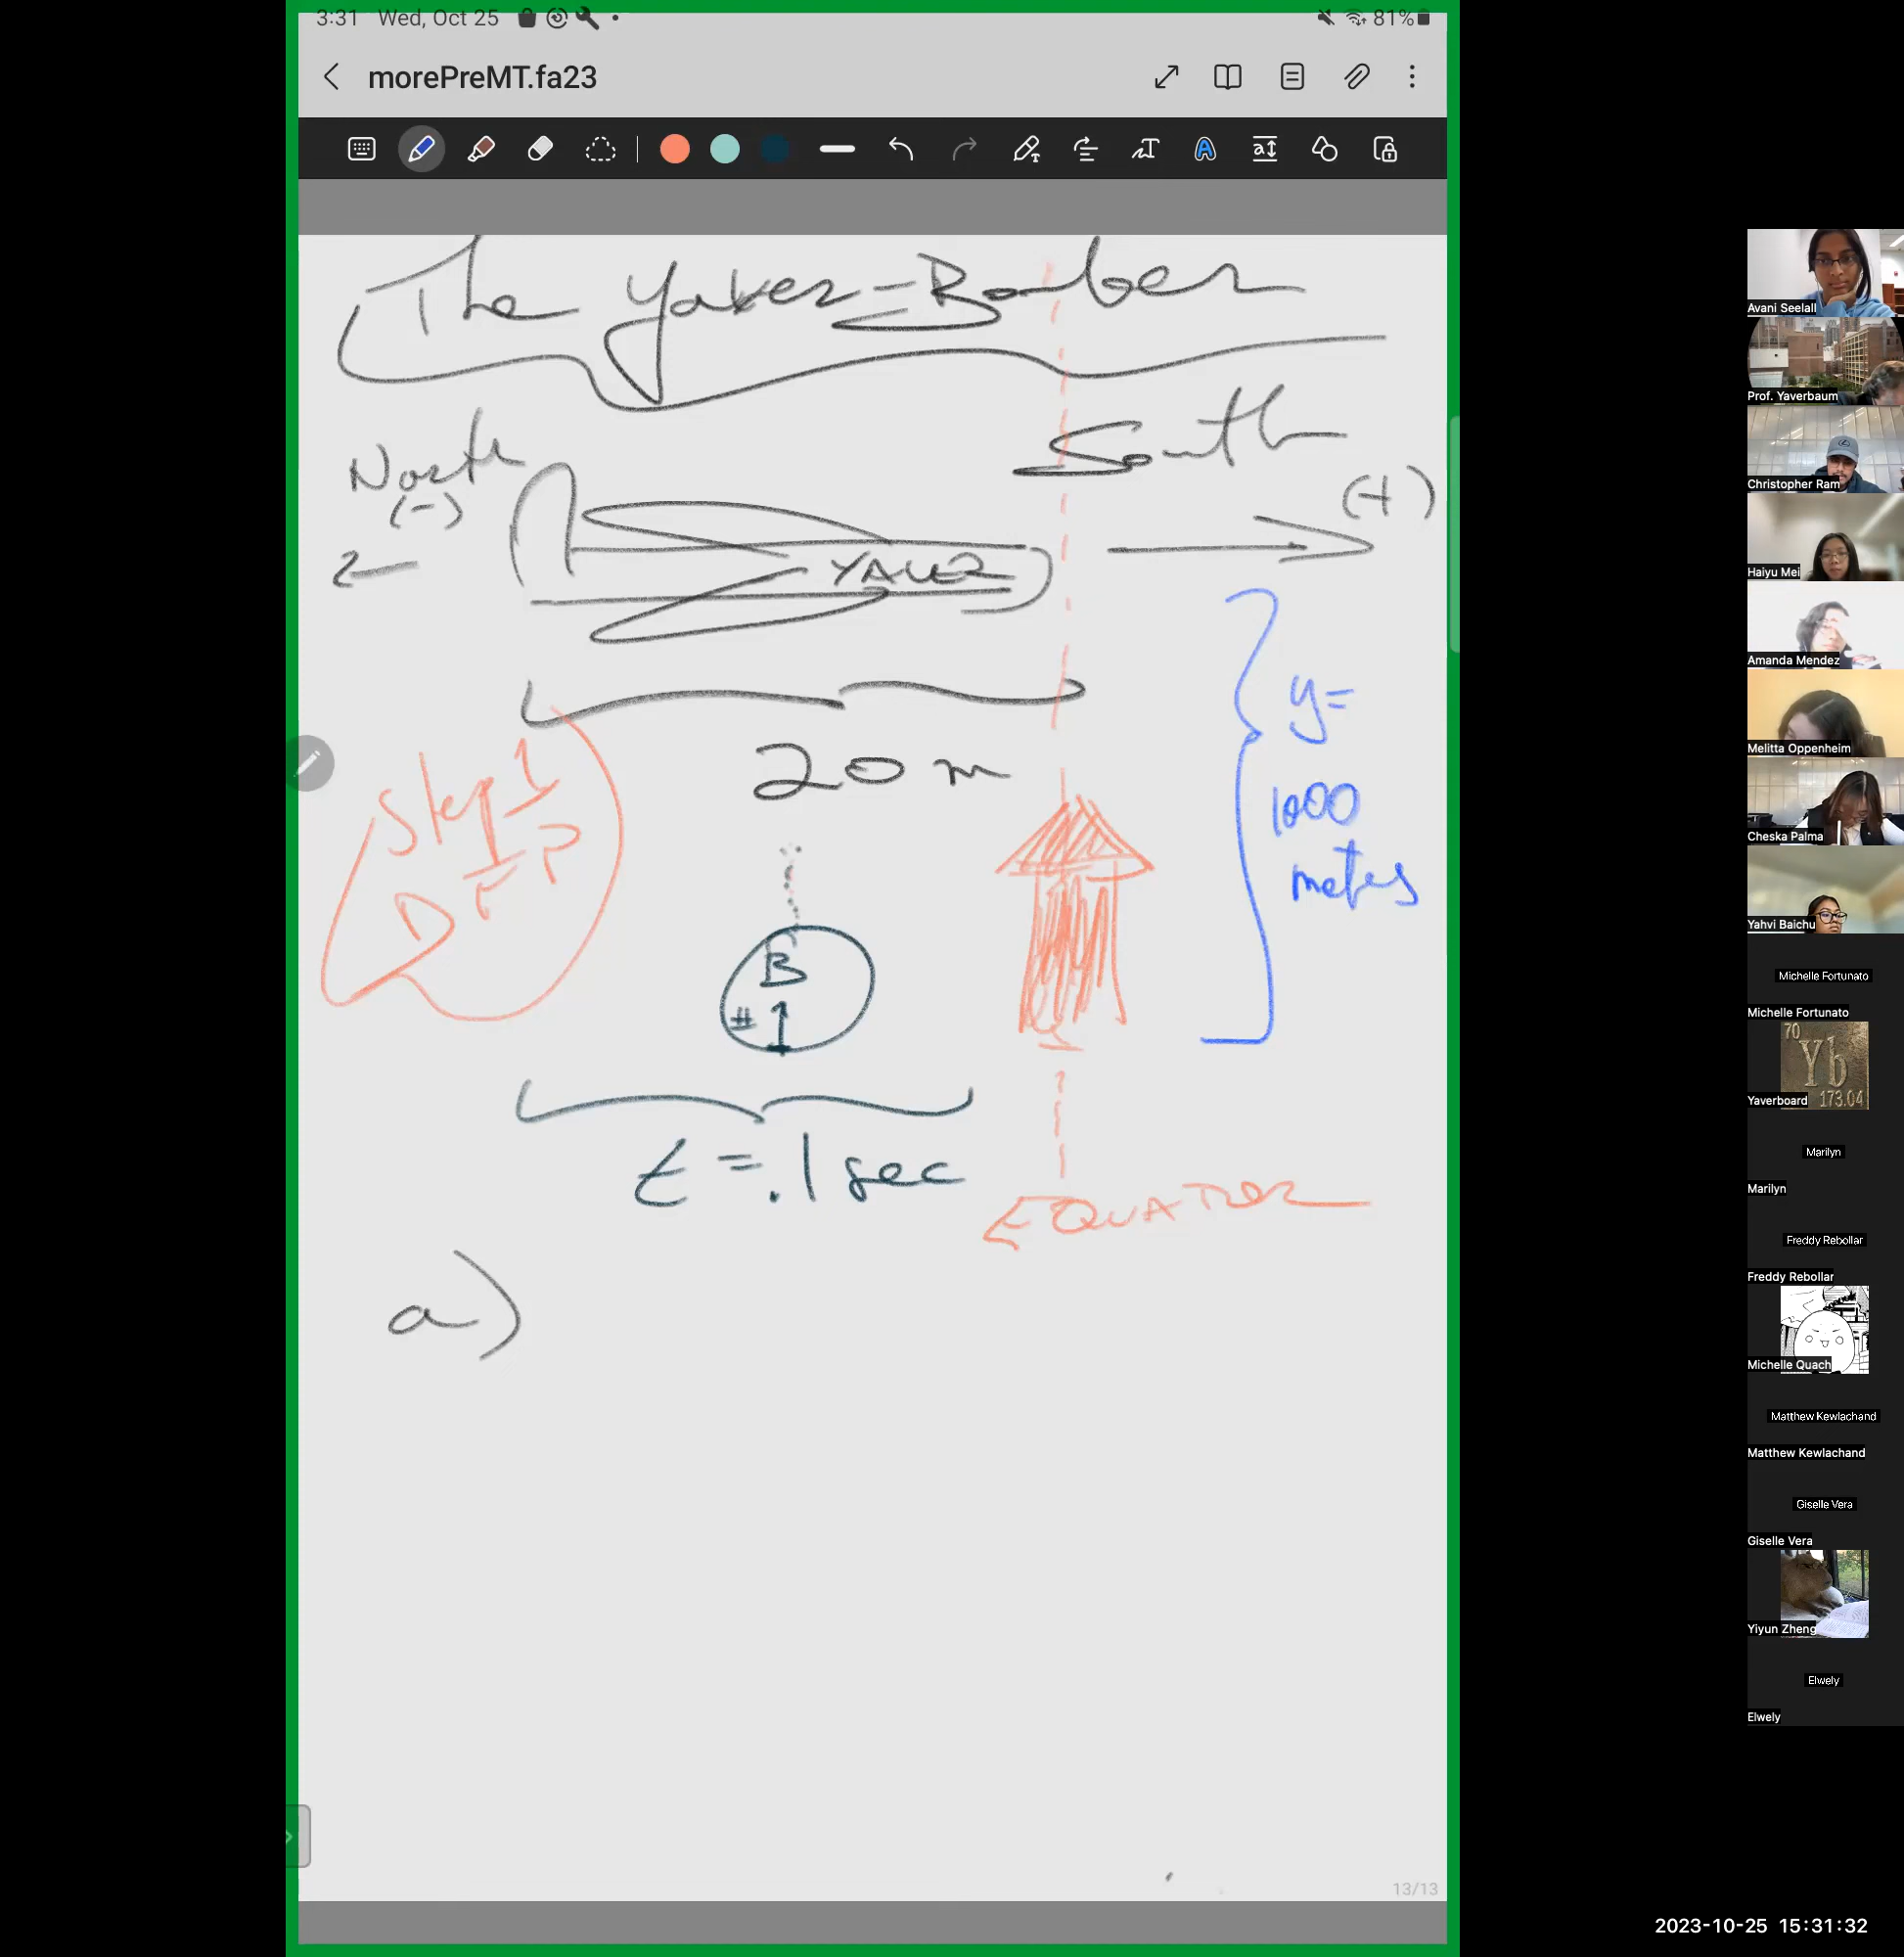 3:31 Wed, Oct 25
81%
morePreMT.fa23
The Yaver-Bomber
North
(-)
South
(+)
YAVER
20 m
y=
1000
meters
Step 1
B
#1
t = .1 sec
EQUATOR
a)
13/13
Avani Seelall
Prof. Yaverbaum
Christopher Ram
Haiyu Mei
Amanda Mendez
Melitta Oppenheim
Cheska Palma
Yahvi Baichu
Michelle Fortunato
Michelle Fortunato
70
Yb
Yaverboard 173.04
Marilyn
Marilyn
Freddy Rebollar
Freddy Rebollar
Michelle Quach
Matthew Kewlachand
Matthew Kewlachand
Giselle Vera
Giselle Vera
Yiyun Zheng
Elwely
Elwely
2023-10-25 15:31:32